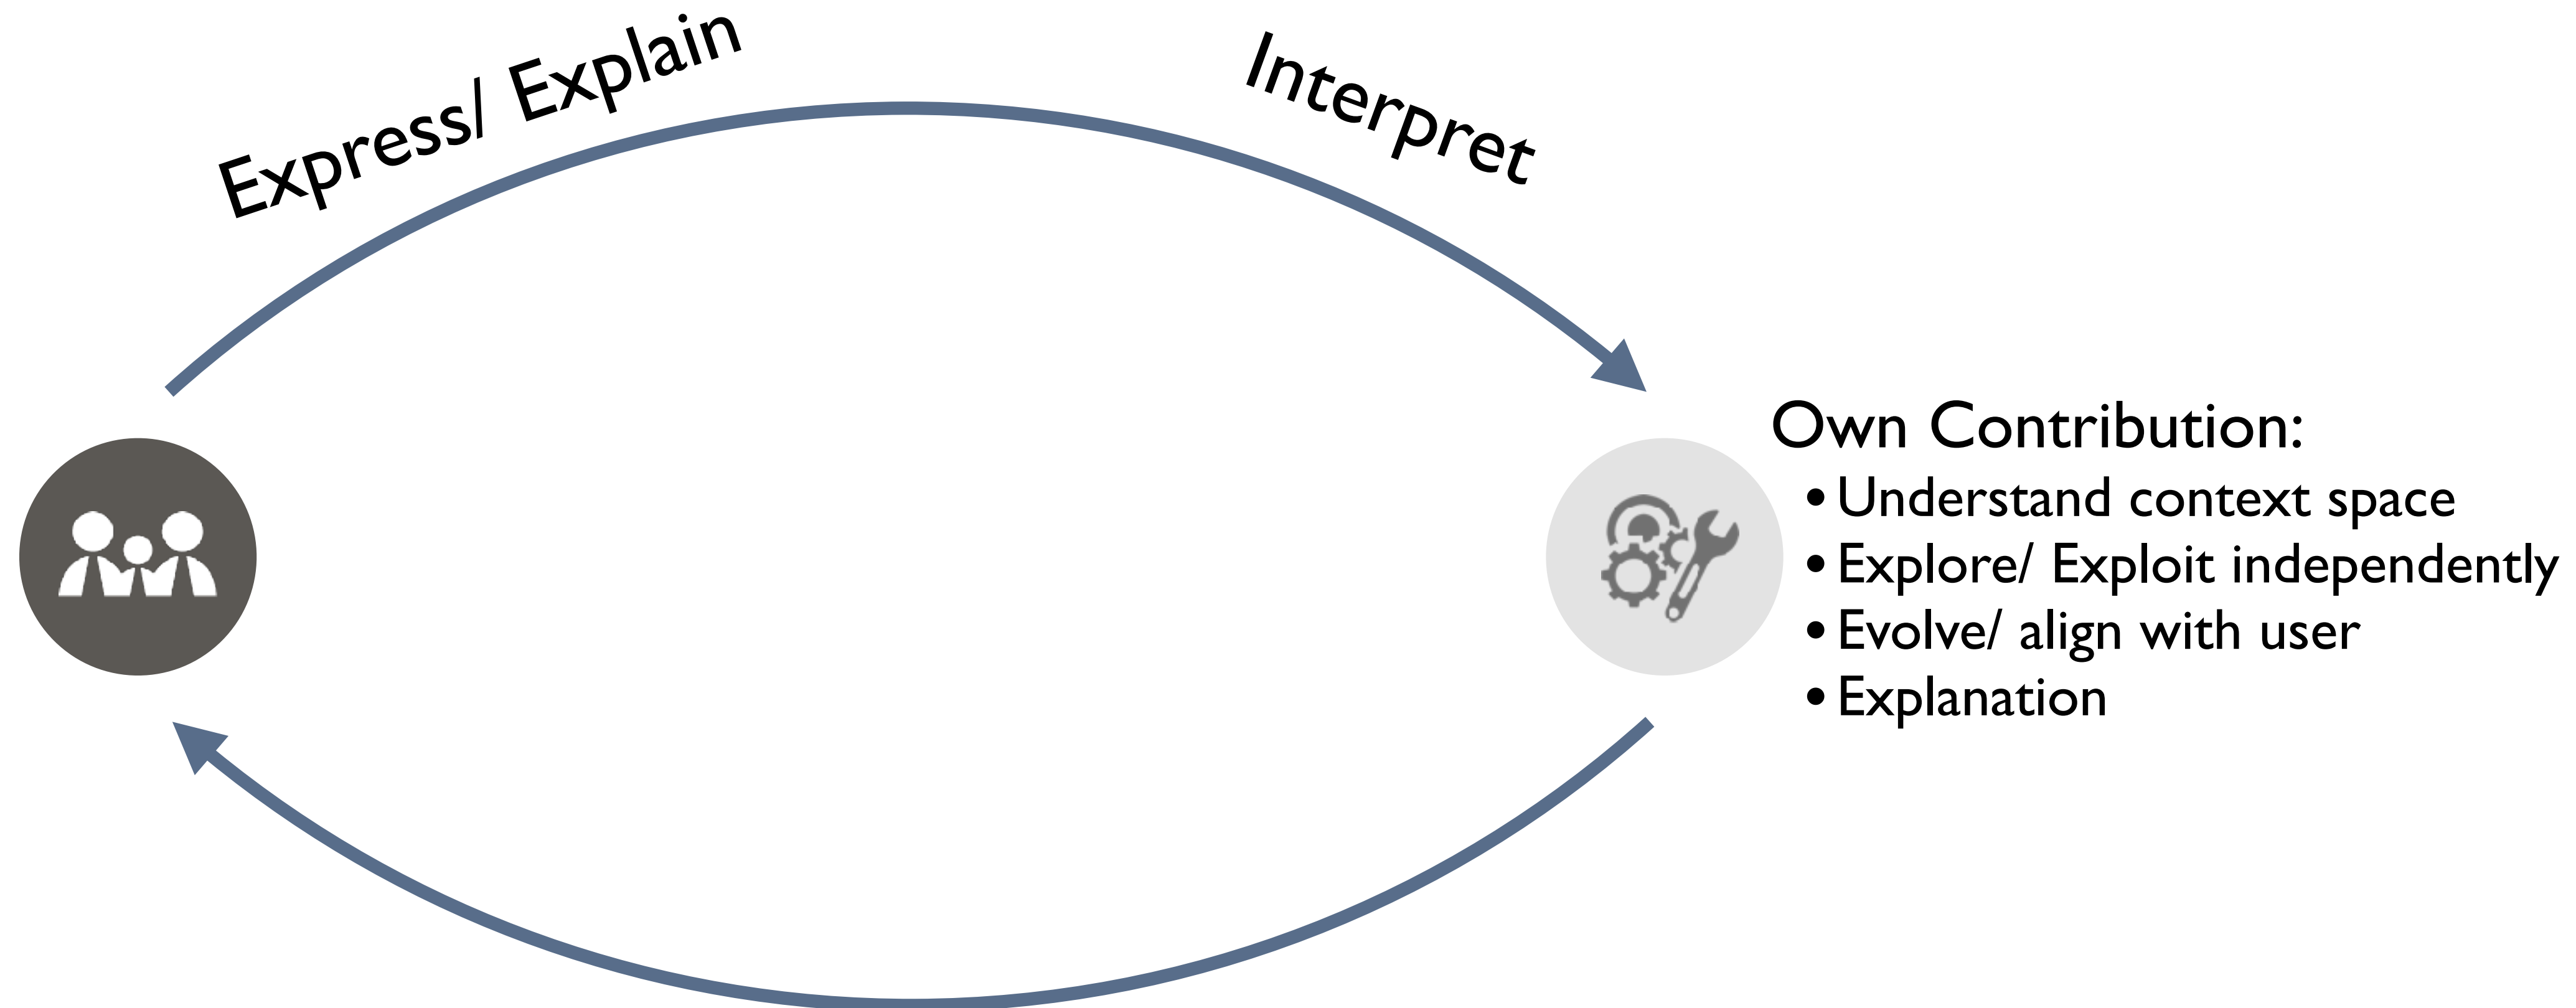 Express/ Explain
Interpret
Own Contribution:
• Understand context space
• Explore/ Exploit independently
• Evolve/ align with user
• Explanation